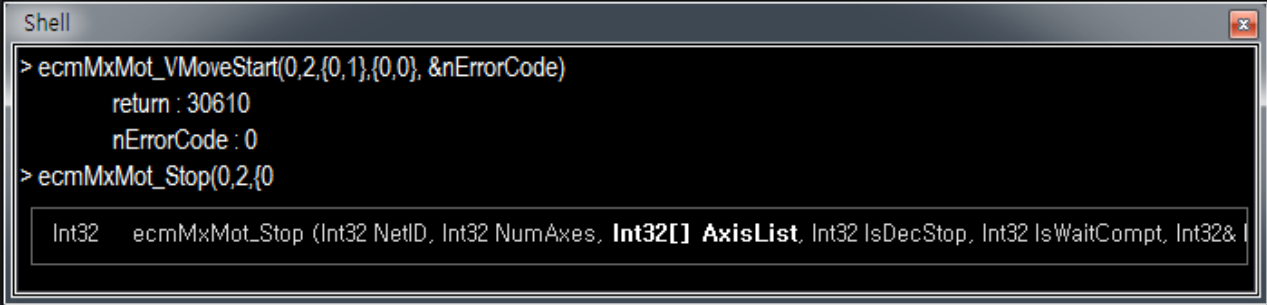 Shell
> ecmMxMot_VMoveStart(0,2,{0,1},{0,0}, &nErrorCode)
return : 30610
nErrorCode : 0
> ecmMxMot_Stop(0,2,{0
Int32 ecmMxMot_Stop (Int32 NetID, Int32 NumAxes, Int32[] AxisList, Int32 IsDecStop, Int32 IsWaitCompt, Int32&